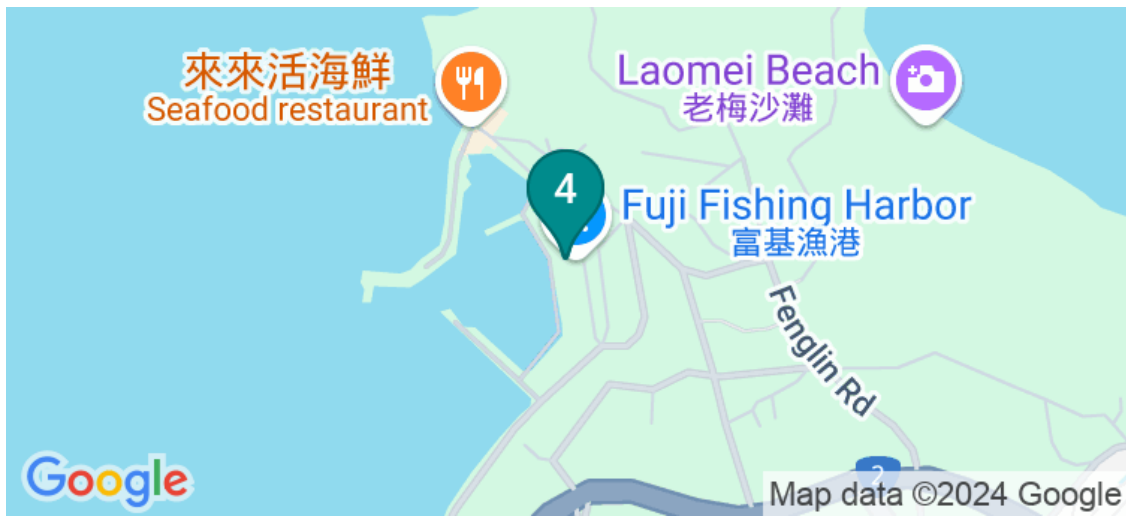 來來活海鮮
Seafood restaurant
Laomei Beach
老梅沙灘
4
Fuji Fishing Harbor
富基漁港
Fenglin Rd
2
Google
Map data ©2024 Google